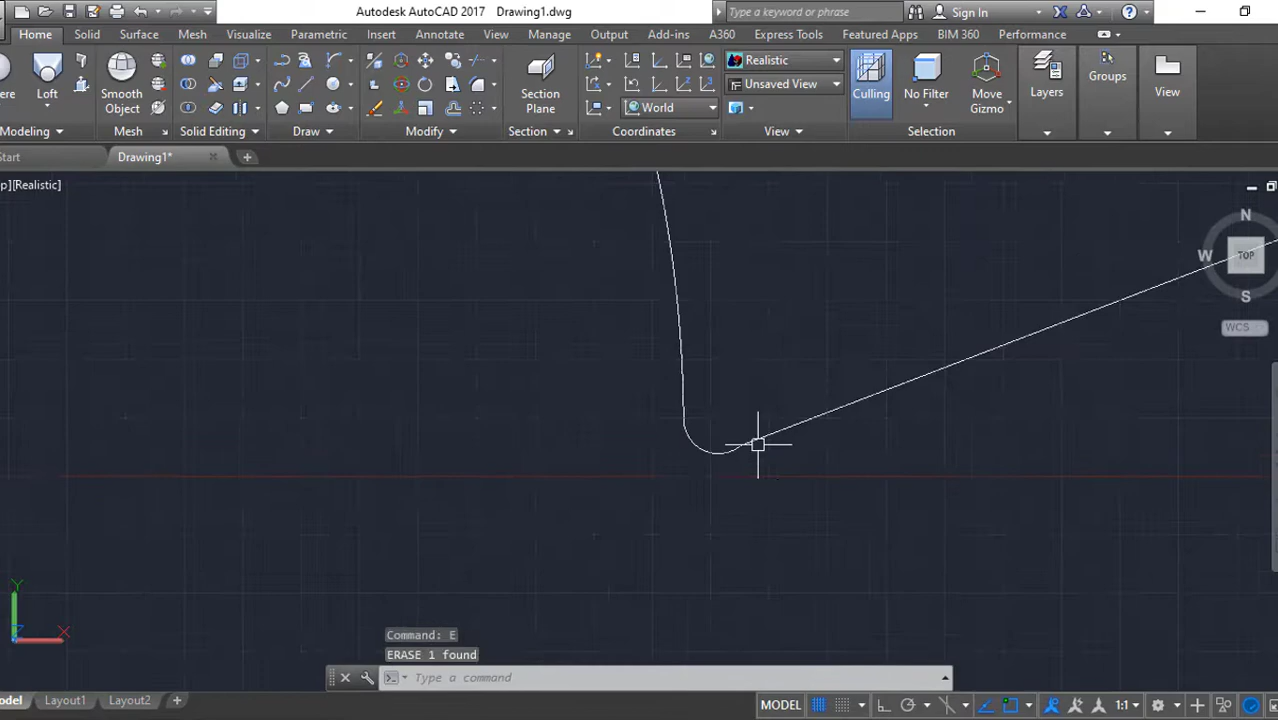 Autodesk AutoCAD 2017 Drawing1.dwg Type a keyword or phrase Sign In
Home Solid Surface Mesh Visualize Parametric Insert Annotate View Manage Output Add-ins A360 Express Tools Featured Apps BIM 360 Performance
Realistic
Unsaved View
World
ere Loft Smooth Object Section Plane Culling No Filter Move Gizmo Layers Groups View
Modeling Mesh Solid Editing Draw Modify Section Coordinates View Selection
Start Drawing1*
p][Realistic]
N
W TOP
S
WCS
Y
X
Command: E
ERASE 1 found
Type a command
odel Layout1 Layout2 MODEL 1:1